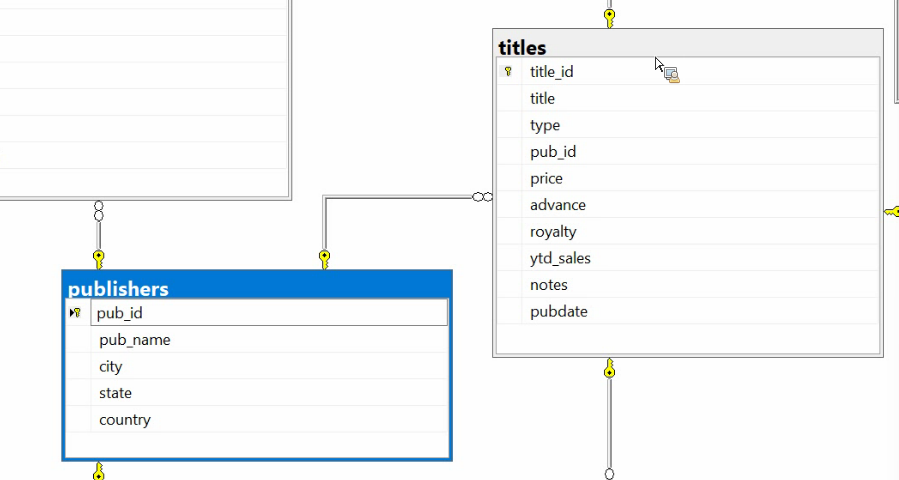 titles
title_id
title
type
pub_id
price
advance
royalty
ytd_sales
notes
pubdate
publishers
pub_id
pub_name
city
state
country